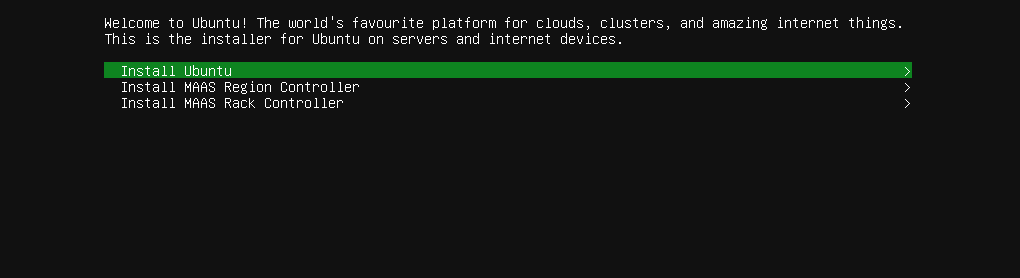 Welcome to Ubuntu! The world's favourite platform for clouds, clusters, and amazing internet things.
This is the installer for Ubuntu on servers and internet devices.
Install Ubuntu >
Install MAAS Region Controller >
Install MAAS Rack Controller >